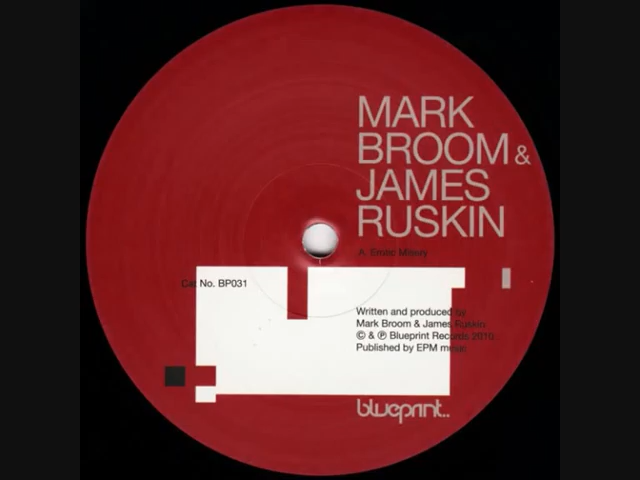 MARK
BROOM &
JAMES
RUSKIN
A. Erotic Misery
Cat No. BP031
Written and produced by
Mark Broom & James Ruskin
© & ℗ Blueprint Records 2010
Published by EPM music
blueprint..